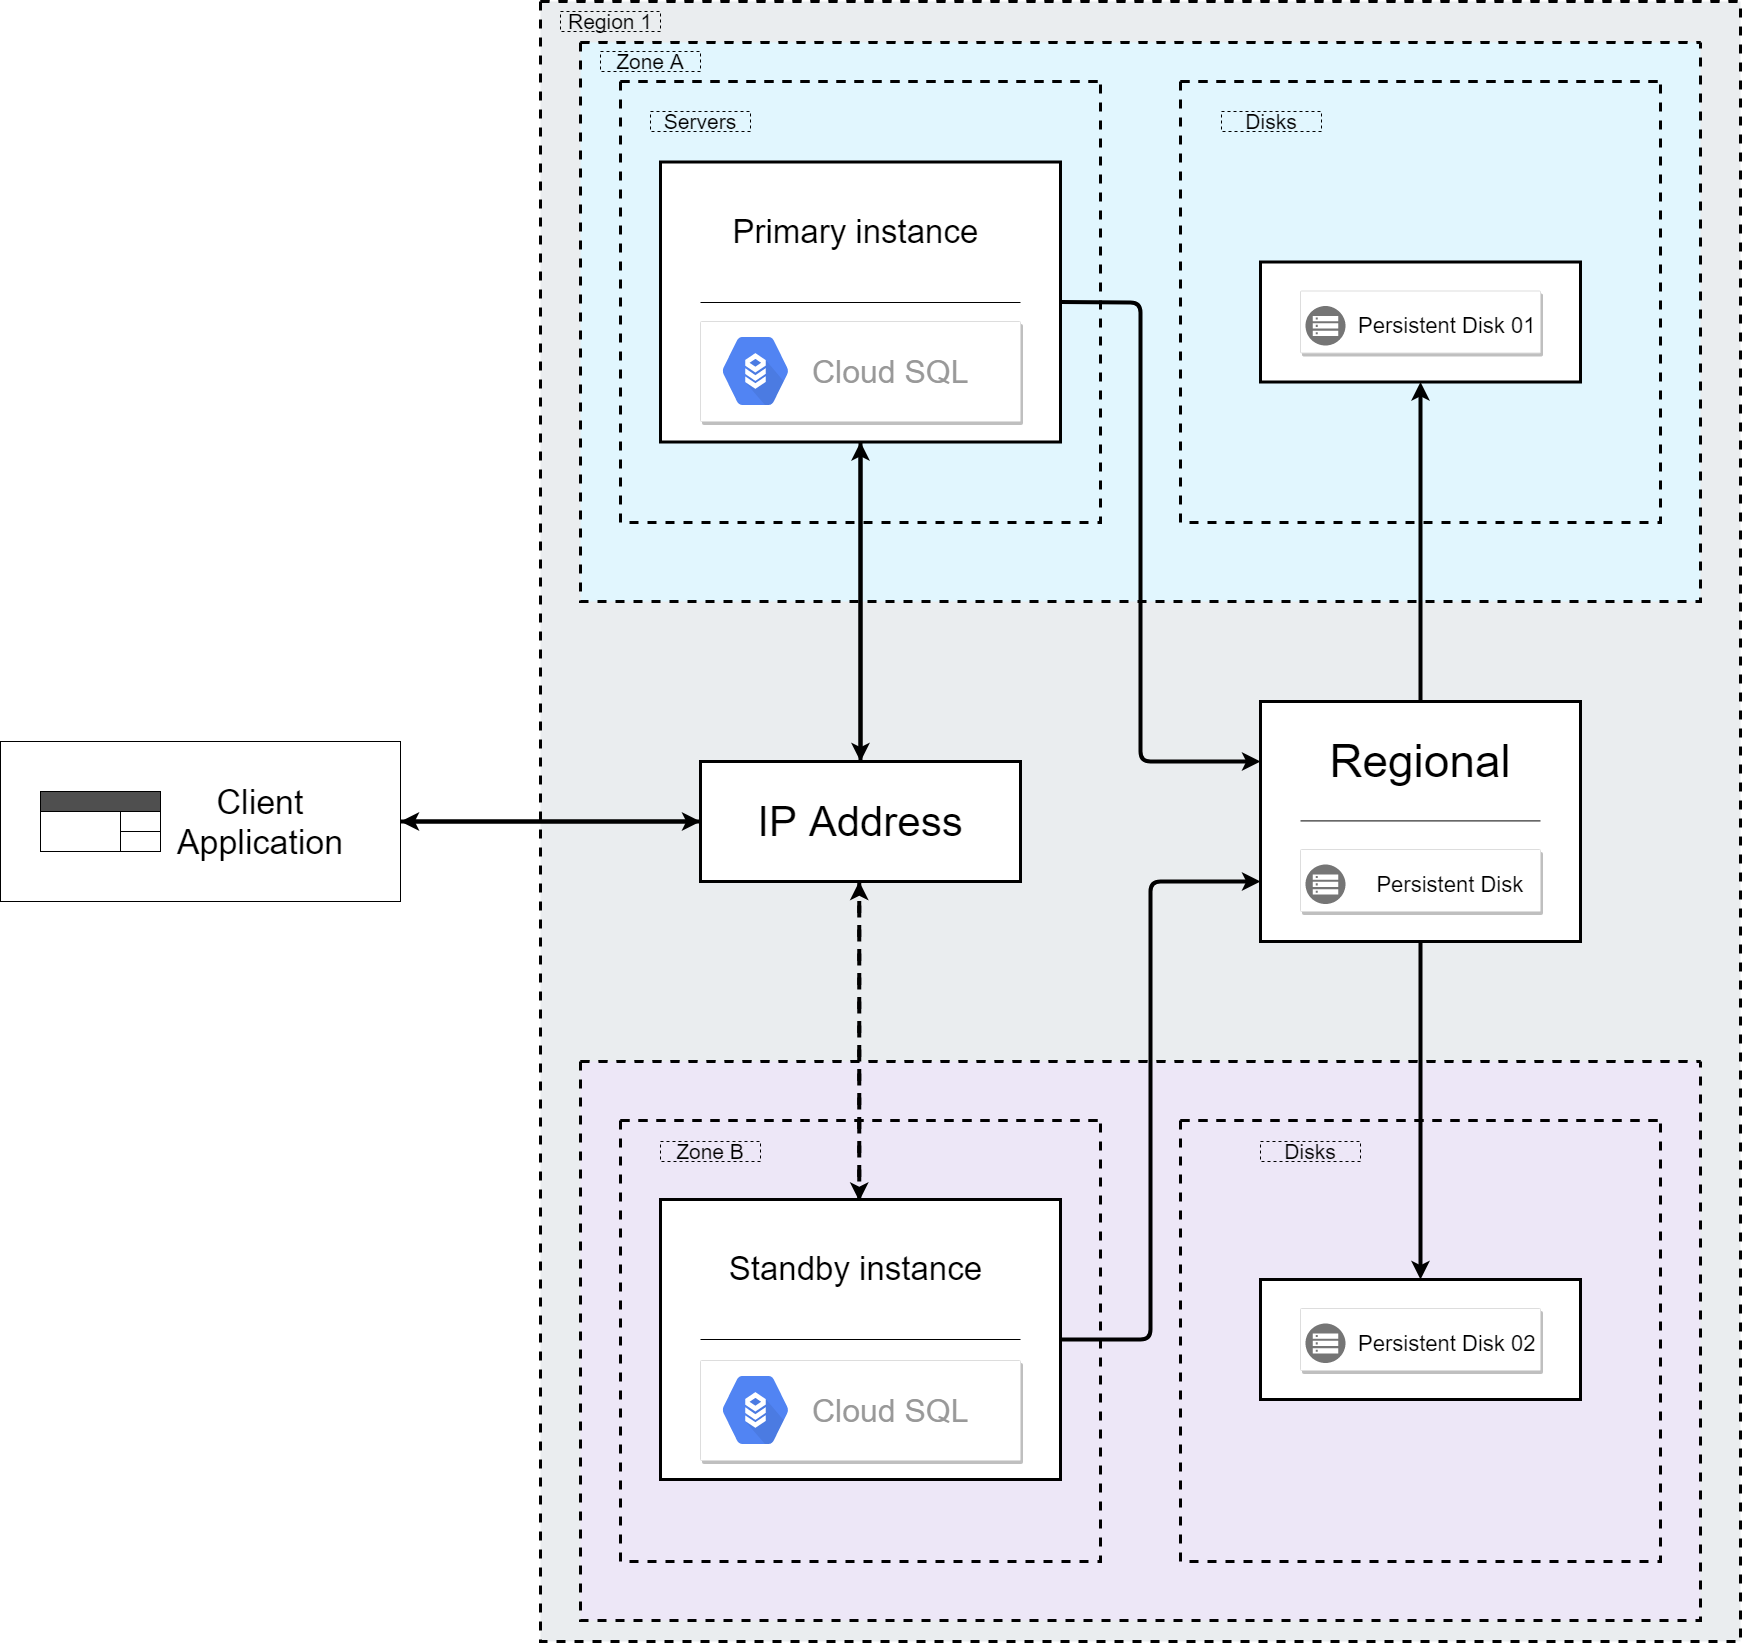 Region 1
Zone A
Servers
Disks
Primary instance
Cloud SQL
Persistent Disk 01
Client
Application
IP Address
Regional
Persistent Disk
Zone B
Disks
Standby instance
Cloud SQL
Persistent Disk 02